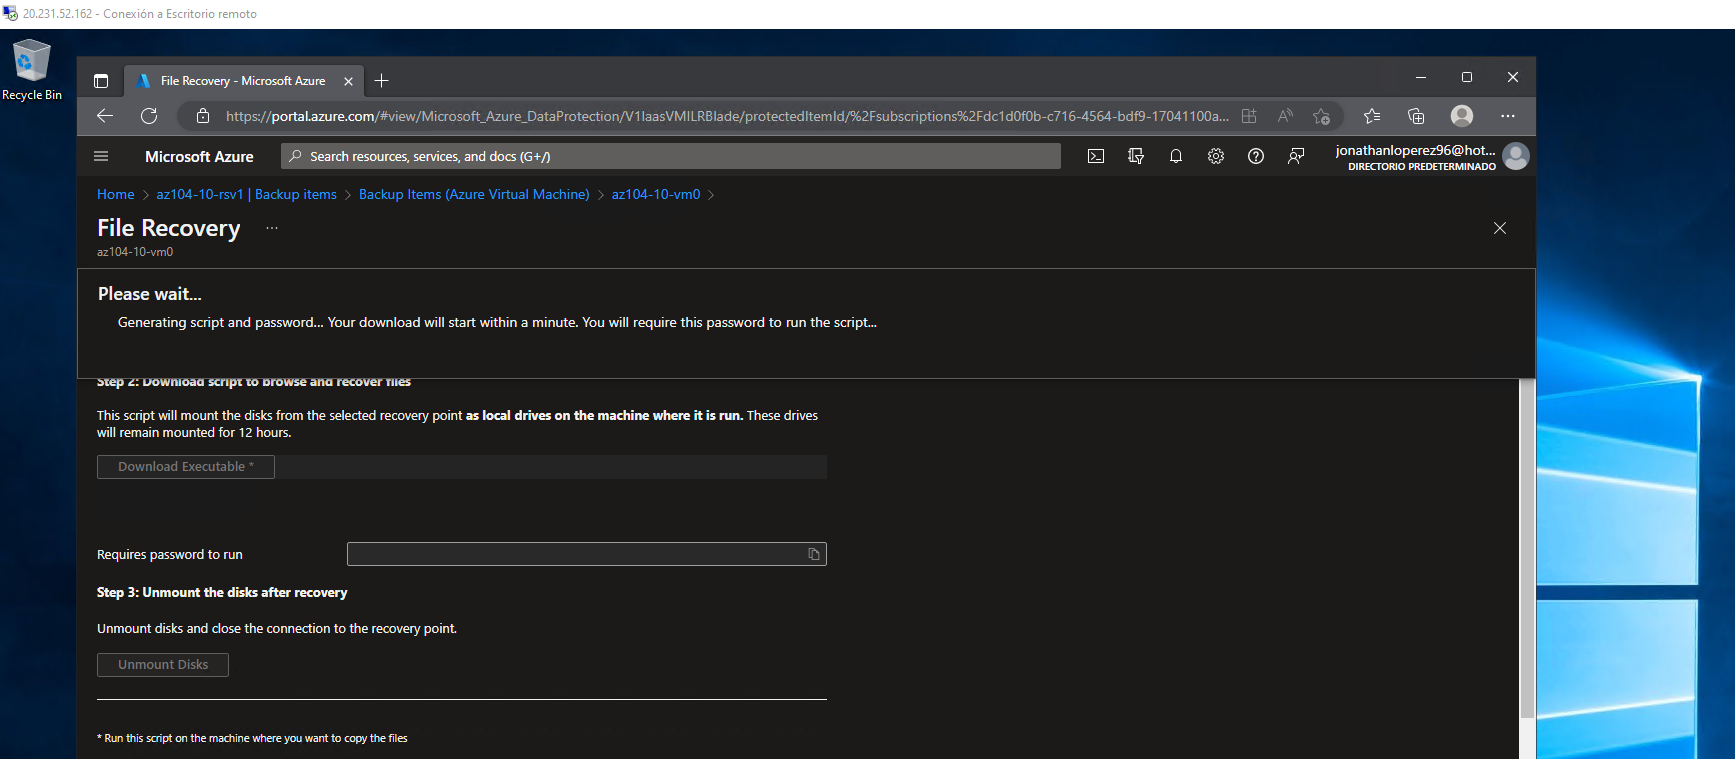 20.231.52.162 - Conexión a Escritorio remoto
Recycle Bin
File Recovery - Microsoft Azure
https://portal.azure.com/#view/Microsoft_Azure_DataProtection/V1IaasVMILRBlade/protectedItemId/%2Fsubscriptions%2Fdc1d0f0b-c716-4564-bdf9-17041100a...
Microsoft Azure
Search resources, services, and docs (G+/)
jonathanloperez96@hot...
DIRECTORIO PREDETERMINADO
Home > az104-10-rsv1 | Backup items > Backup Items (Azure Virtual Machine) > az104-10-vm0 >
File Recovery ...
az104-10-vm0
Please wait...
Generating script and password... Your download will start within a minute. You will require this password to run the script...
Step 2: Download script to browse and recover files
This script will mount the disks from the selected recovery point as local drives on the machine where it is run. These drives
will remain mounted for 12 hours.
Download Executable *
Requires password to run
Step 3: Unmount the disks after recovery
Unmount disks and close the connection to the recovery point.
Unmount Disks
* Run this script on the machine where you want to copy the files